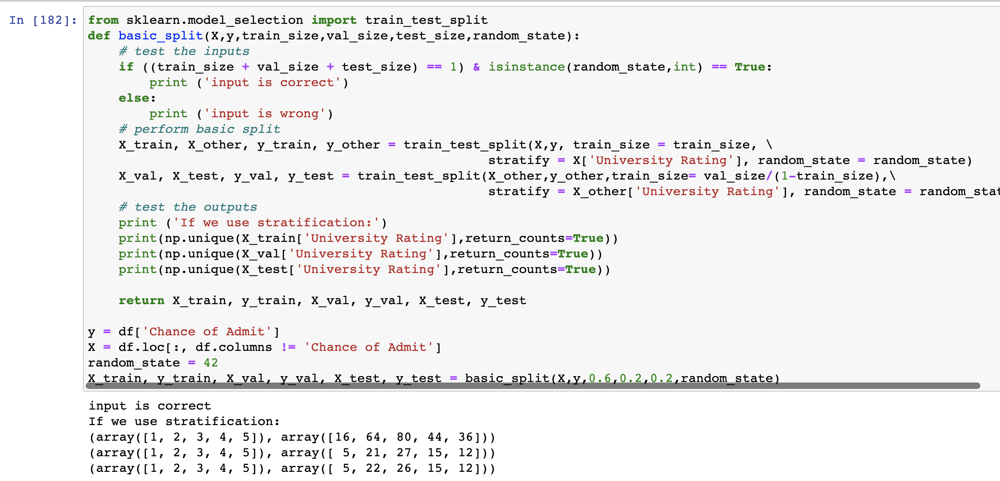 In [182]: from sklearn.model_selection import train_test_split
def basic_split(X,y,train_size,val_size,test_size,random_state):
    # test the inputs
    if ((train_size + val_size + test_size) == 1) & isinstance(random_state,int) == True:
        print ('input is correct')
    else:
        print ('input is wrong')
    # perform basic split
    X_train, X_other, y_train, y_other = train_test_split(X,y, train_size = train_size, \
                                                    stratify = X['University Rating'], random_state = random_state)
    X_val, X_test, y_val, y_test = train_test_split(X_other,y_other,train_size= val_size/(1-train_size),\
                                                    stratify = X_other['University Rating'], random_state = random_stat
    # test the outputs
    print ('If we use stratification:')
    print(np.unique(X_train['University Rating'],return_counts=True))
    print(np.unique(X_val['University Rating'],return_counts=True))
    print(np.unique(X_test['University Rating'],return_counts=True))

    return X_train, y_train, X_val, y_val, X_test, y_test

y = df['Chance of Admit']
X = df.loc[:, df.columns != 'Chance of Admit']
random_state = 42
X_train, y_train, X_val, y_val, X_test, y_test = basic_split(X,y,0.6,0.2,0.2,random_state)
input is correct
If we use stratification:
(array([1, 2, 3, 4, 5]), array([16, 64, 80, 44, 36]))
(array([1, 2, 3, 4, 5]), array([ 5, 21, 27, 15, 12]))
(array([1, 2, 3, 4, 5]), array([ 5, 22, 26, 15, 12]))